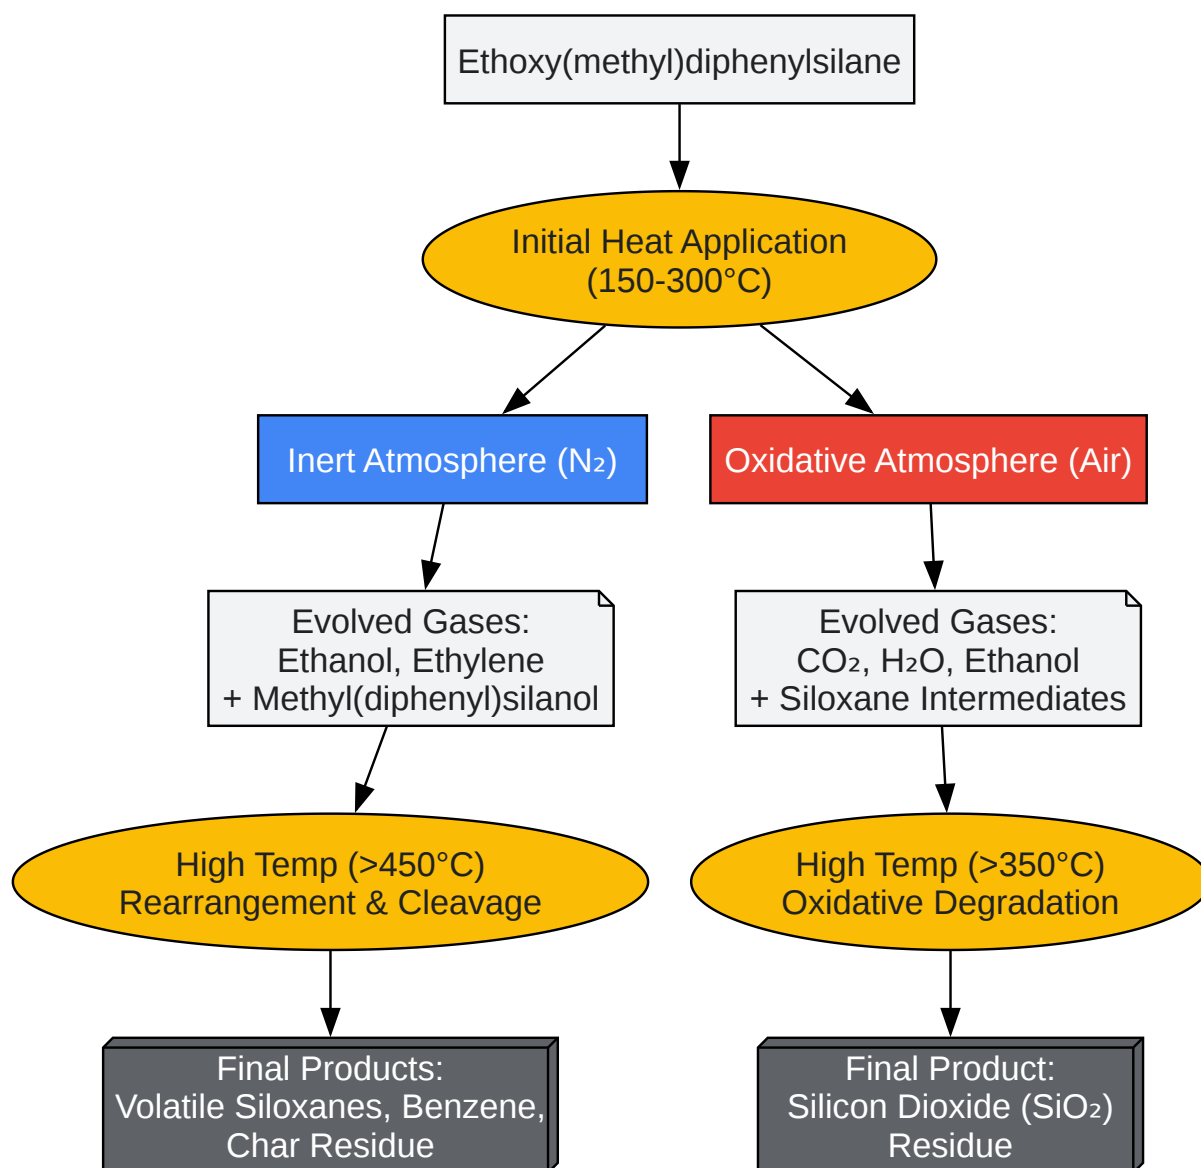 Ethoxy(methyl)diphenylsilane
Initial Heat Application
(150-300°C)
Inert Atmosphere (N₂)
Oxidative Atmosphere (Air)
Evolved Gases:
Ethanol, Ethylene
+ Methyl(diphenyl)silanol
Evolved Gases:
CO₂, H₂O, Ethanol
+ Siloxane Intermediates
High Temp (>450°C)
Rearrangement & Cleavage
High Temp (>350°C)
Oxidative Degradation
Final Products:
Volatile Siloxanes, Benzene,
Char Residue
Final Product:
Silicon Dioxide (SiO₂)
Residue